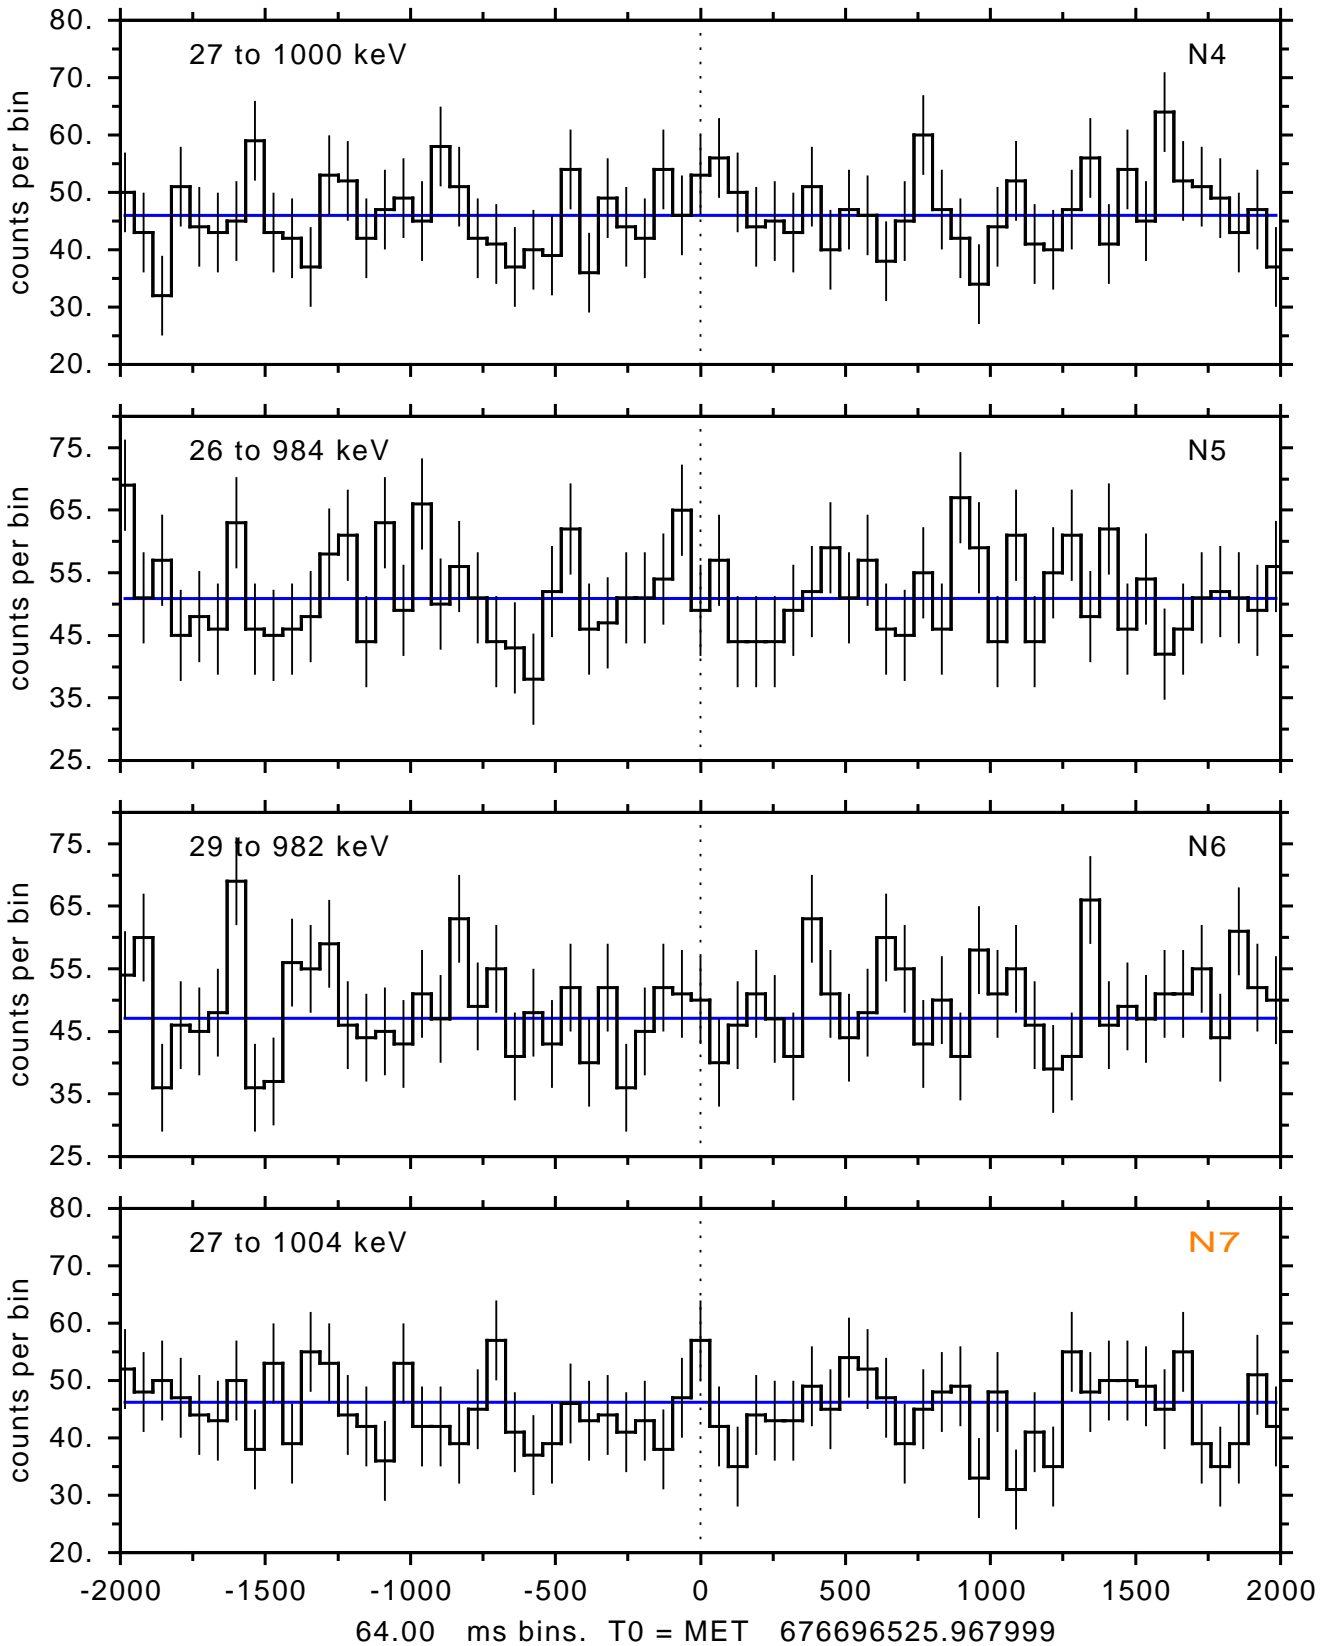 80.
27 to 1000 keV N4
70.
60.
50.
40.
30.
20.
counts per bin
75.
26 to 984 keV N5
65.
55.
45.
35.
25.
counts per bin
75.
29 to 982 keV N6
65.
55.
45.
35.
25.
counts per bin
80.
27 to 1004 keV N7
70.
60.
50.
40.
30.
20.
counts per bin
-2000 -1500 -1000 -500 0 500 1000 1500 2000
64.00 ms bins. T0 = MET 676696525.967999